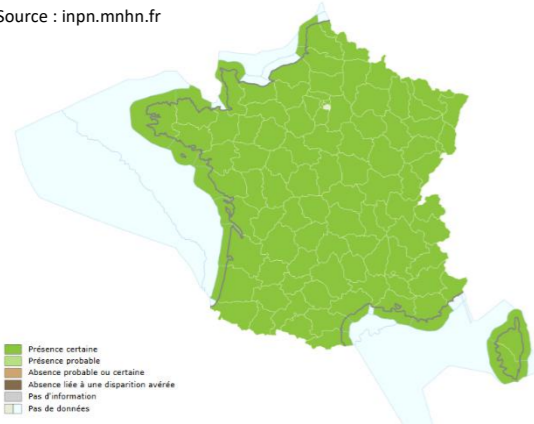 Source : inpn.mnhn.fr
Présence certaine
Présence probable
Absence probable ou certaine
Absence liée à une disparition avérée
Pas d'information
Pas de données